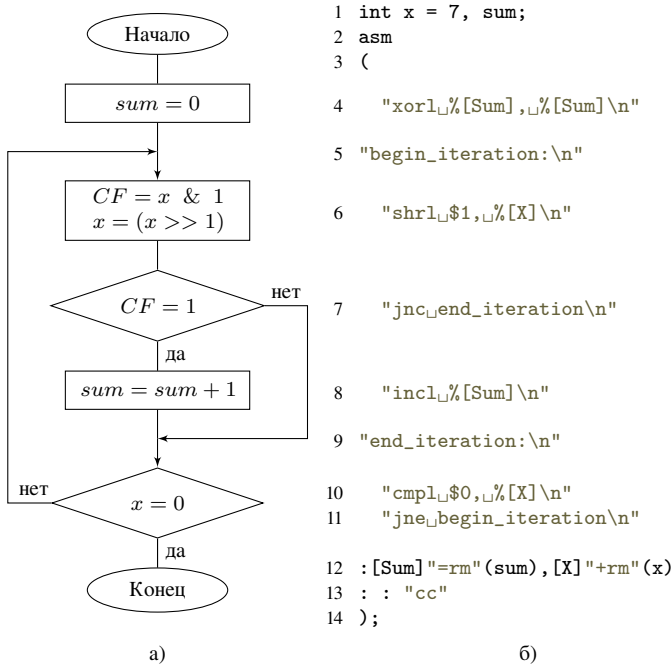 Начало
sum = 0
CF = x & 1
x = (x >> 1)
CF = 1
нет
да
sum = sum + 1
нет
x = 0
да
Конец
а)
1 int x = 7, sum;
2 asm
3 (
4 "xorl␣%[Sum],␣%[Sum]\n"
5 "begin_iteration:\n"
6 "shrl␣$1,␣%[X]\n"
7 "jnc␣end_iteration\n"
8 "incl␣%[Sum]\n"
9 "end_iteration:\n"
10 "cmpl␣$0,␣%[X]\n"
11 "jne␣begin_iteration\n"
12 :[Sum]"=rm"(sum),[X]"+rm"(x)
13 : : "cc"
14 );
б)